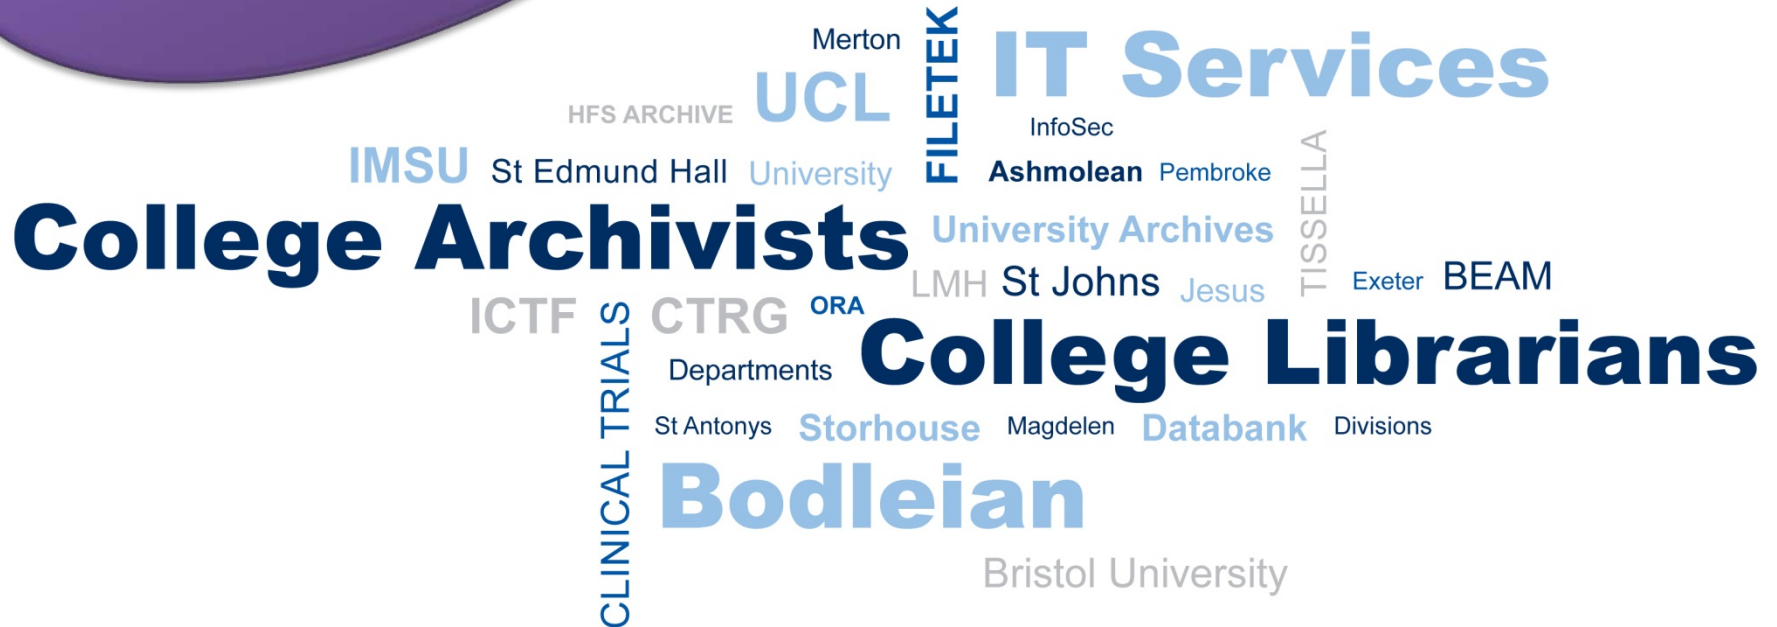 Merton
FILETEK
IT Services
HFS ARCHIVE
UCL
InfoSec
IMSU
St Edmund Hall
University
Ashmolean
Pembroke
TISSELLA
College Archivists
University Archives
LMH
St Johns
Jesus
Exeter
BEAM
ICTF
CLINICAL TRIALS
CTRG
ORA
College Librarians
Departments
St Antonys
Storhouse
Magdelen
Databank
Divisions
Bodleian
Bristol University